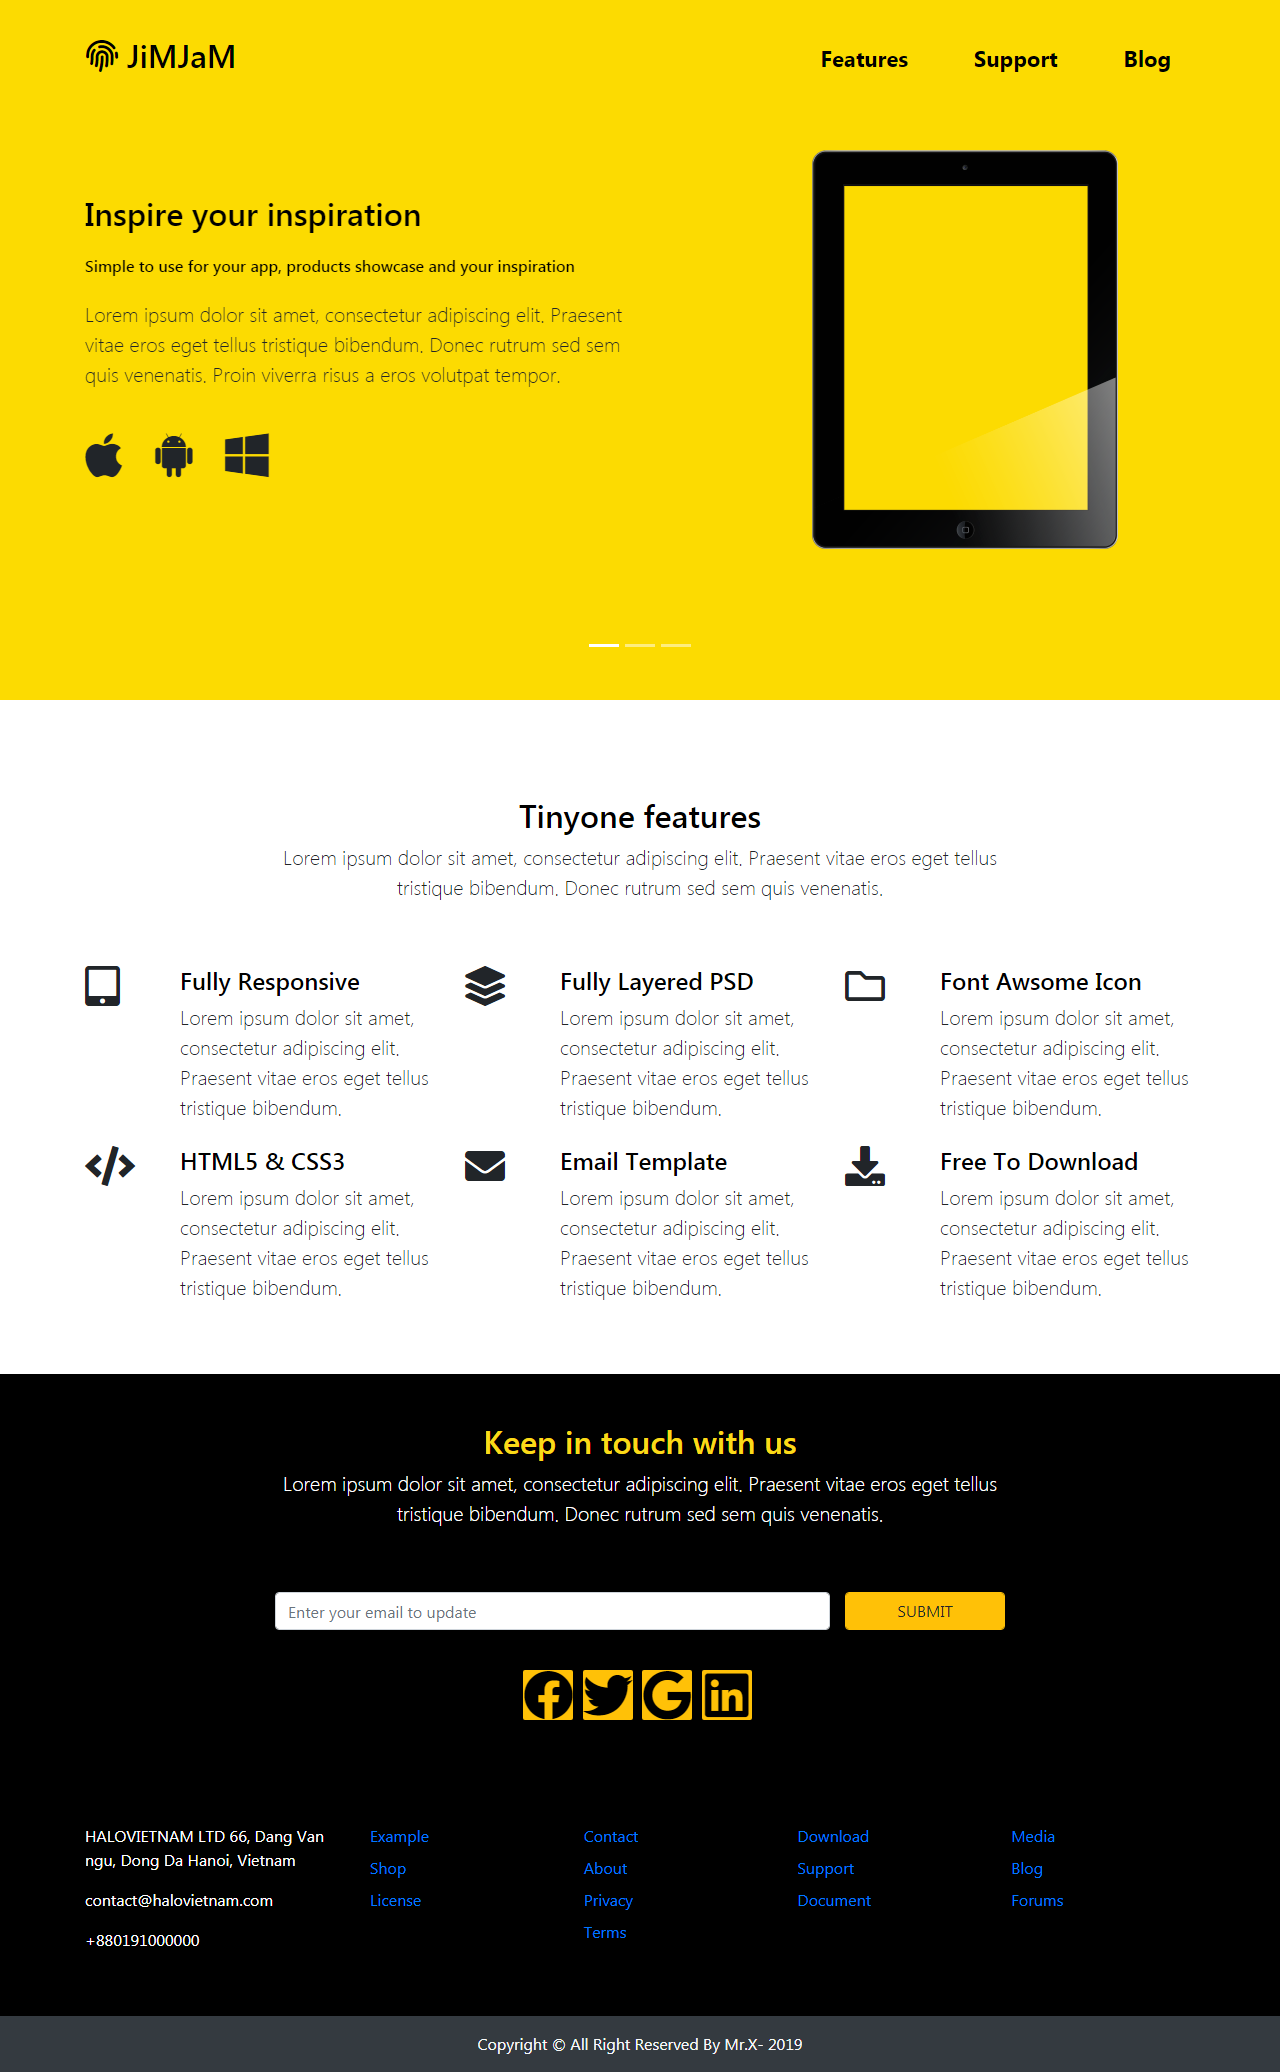 JiMJaM
Features Support Blog
Inspire your inspiration
Simple to use for your app, products showcase and your inspiration
Lorem ipsum dolor sit amet, consectetur adipiscing elit. Praesent
vitae eros eget tellus tristique bibendum. Donec rutrum sed sem
quis venenatis. Proin viverra risus a eros volutpat tempor.
Tinyone features
Lorem ipsum dolor sit amet, consectetur adipiscing elit. Praesent vitae eros eget tellus
tristique bibendum. Donec rutrum sed sem quis venenatis.
Fully Responsive
Lorem ipsum dolor sit amet,
consectetur adipiscing elit.
Praesent vitae eros eget tellus
tristique bibendum.
Fully Layered PSD
Lorem ipsum dolor sit amet,
consectetur adipiscing elit.
Praesent vitae eros eget tellus
tristique bibendum.
Font Awsome Icon
Lorem ipsum dolor sit amet,
consectetur adipiscing elit.
Praesent vitae eros eget tellus
tristique bibendum.
HTML5 & CSS3
Lorem ipsum dolor sit amet,
consectetur adipiscing elit.
Praesent vitae eros eget tellus
tristique bibendum.
Email Template
Lorem ipsum dolor sit amet,
consectetur adipiscing elit.
Praesent vitae eros eget tellus
tristique bibendum.
Free To Download
Lorem ipsum dolor sit amet,
consectetur adipiscing elit.
Praesent vitae eros eget tellus
tristique bibendum.
Keep in touch with us
Lorem ipsum dolor sit amet, consectetur adipiscing elit. Praesent vitae eros eget tellus
tristique bibendum. Donec rutrum sed sem quis venenatis.
Enter your email to update
SUBMIT
HALOVIETNAM LTD 66, Dang Van
ngu, Dong Da Hanoi, Vietnam
contact@halovietnam.com
+880191000000
Example
Shop
License
Contact
About
Privacy
Terms
Download
Support
Document
Media
Blog
Forums
Copyright © All Right Reserved By Mr.X- 2019